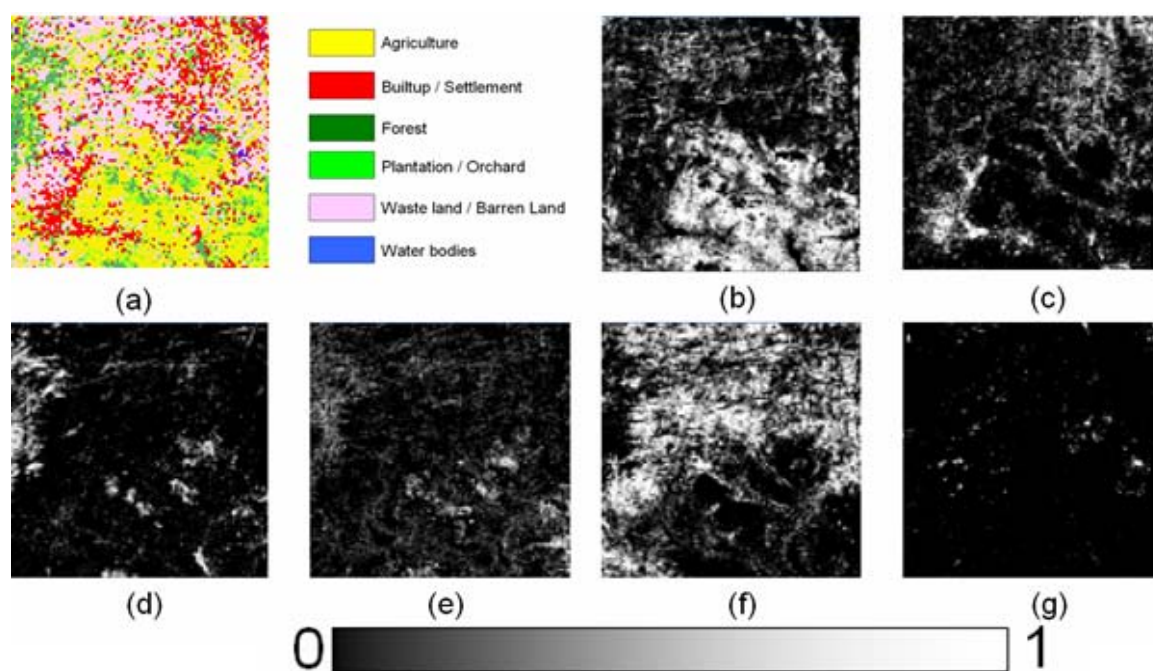 Agriculture
Builtup / Settlement
Forest
Plantation / Orchard
Waste land / Barren Land
Water bodies
(a)
(b)
(c)
(d)
(e)
(f)
(g)
0
1